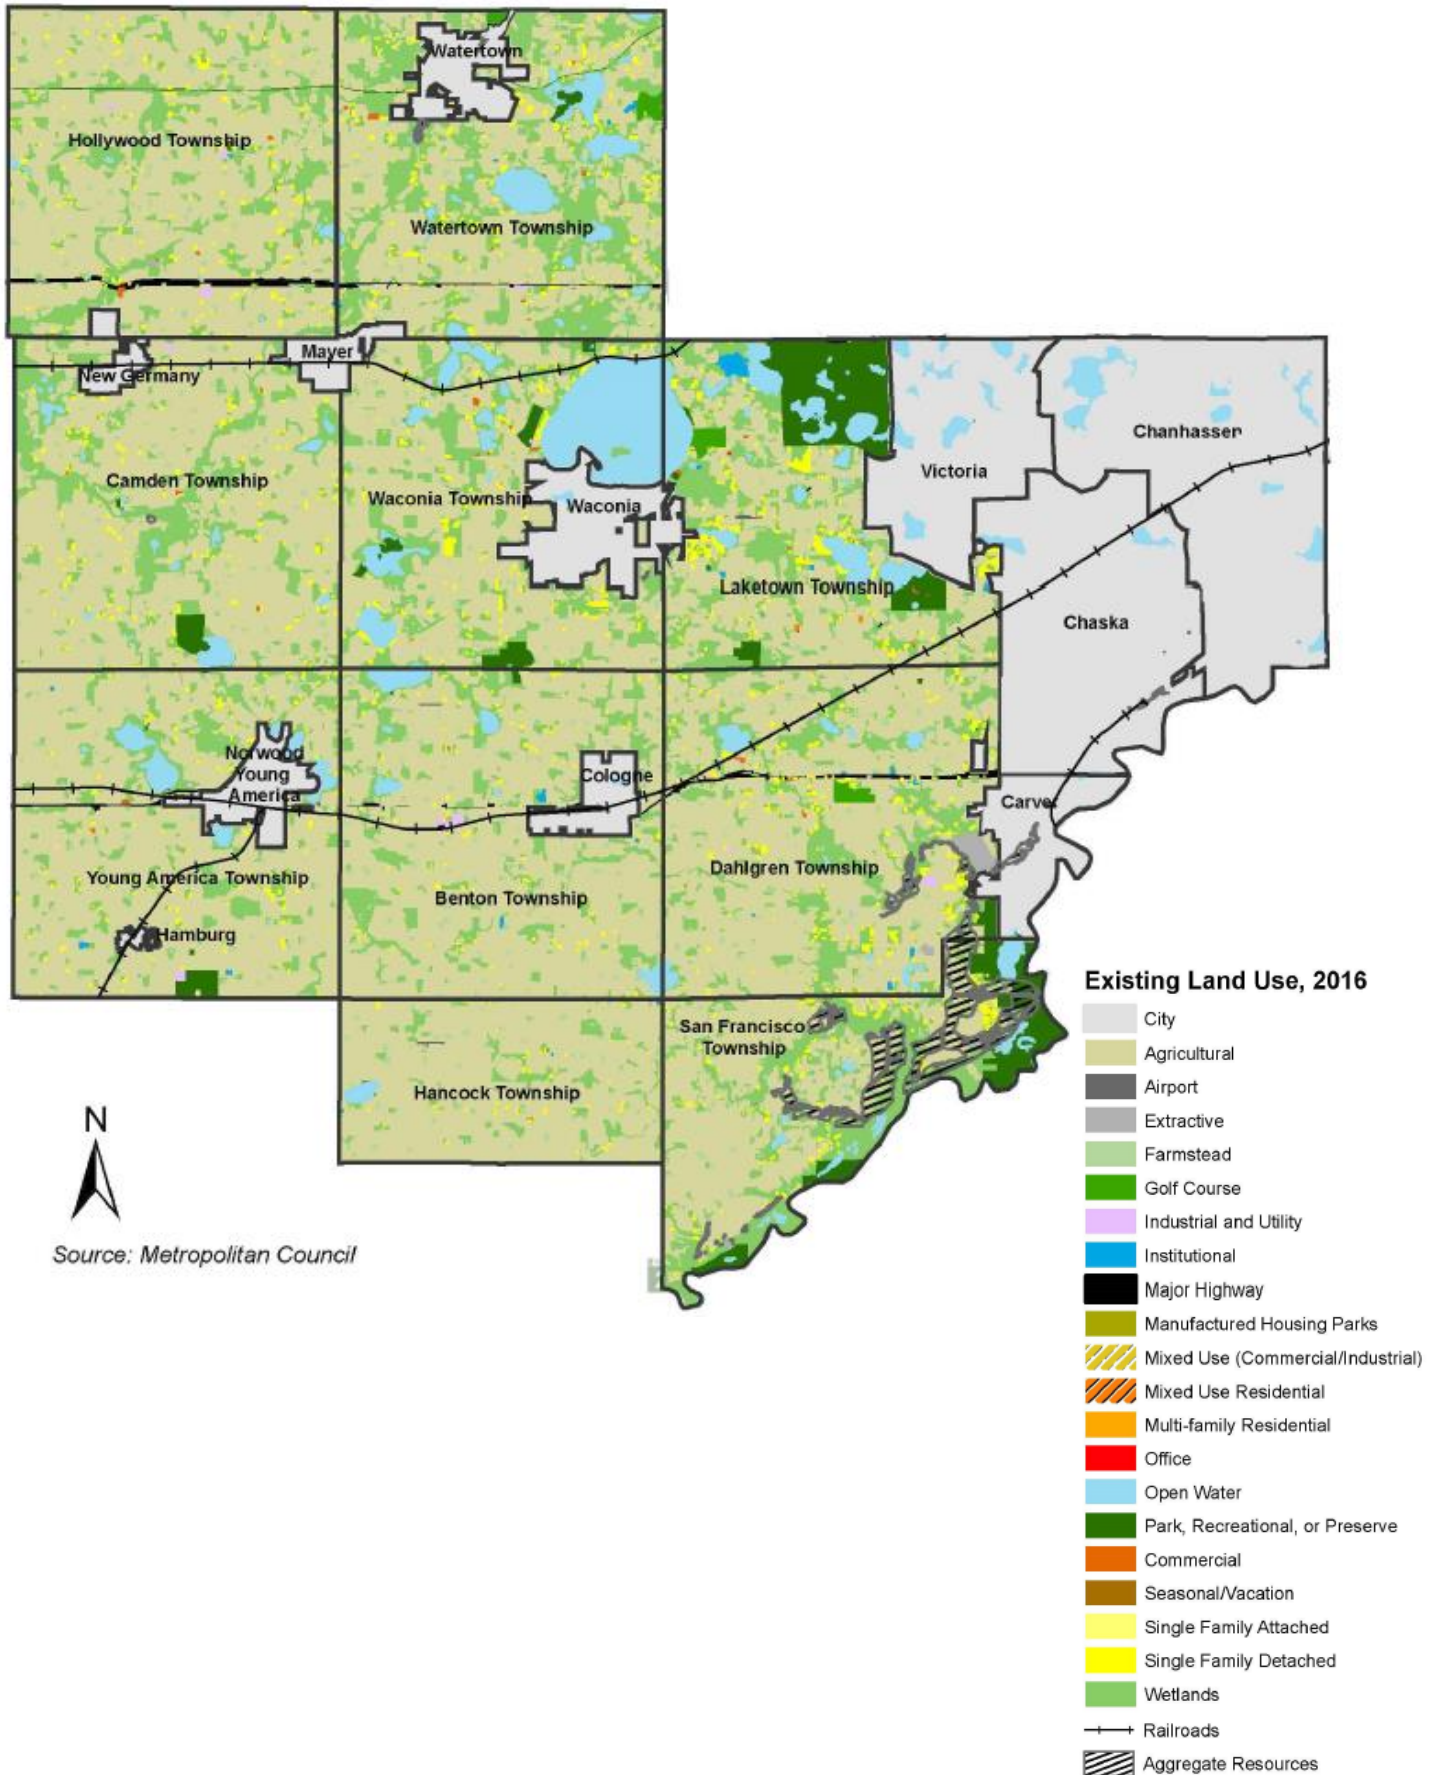 Watertown
Hollywood Township
Watertown Township
Mayer
New Germany
Chanhassen
Victoria
Camden Township
Waconia Township
Waconia
Laketown Township
Chaska
Norwood
Young
America
Cologne
Carver
Dahlgren Township
Young America Township
Benton Township
Hamburg
San Francisco
Township
Hancock Township
N
Source: Metropolitan Council
Existing Land Use, 2016
City
Agricultural
Airport
Extractive
Farmstead
Golf Course
Industrial and Utility
Institutional
Major Highway
Manufactured Housing Parks
Mixed Use (Commercial/Industrial)
Mixed Use Residential
Multi-family Residential
Office
Open Water
Park, Recreational, or Preserve
Commercial
Seasonal/Vacation
Single Family Attached
Single Family Detached
Wetlands
Railroads
Aggregate Resources